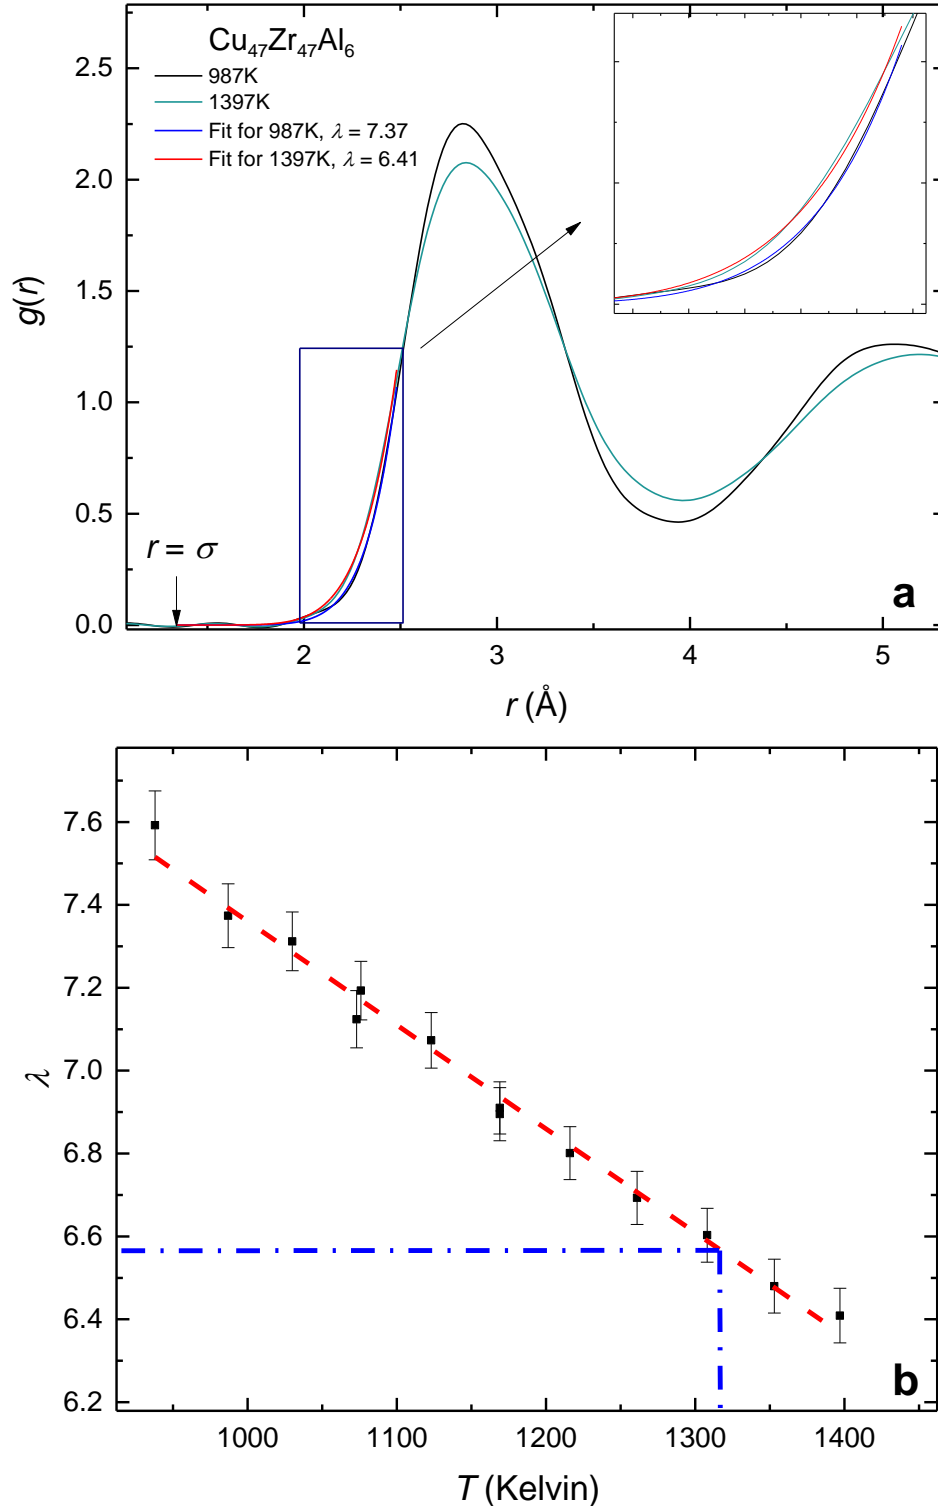 Cu₄₇Zr₄₇Al₆
987K
1397K
Fit for 987K, λ = 7.37
Fit for 1397K, λ = 6.41
2.5
2.0
1.5
1.0
0.5
0.0
g(r)
r = σ
a
2
3
4
5
r (Å)
7.6
7.4
7.2
7.0
6.8
6.6
6.4
6.2
λ
b
1000
1100
1200
1300
1400
T (Kelvin)